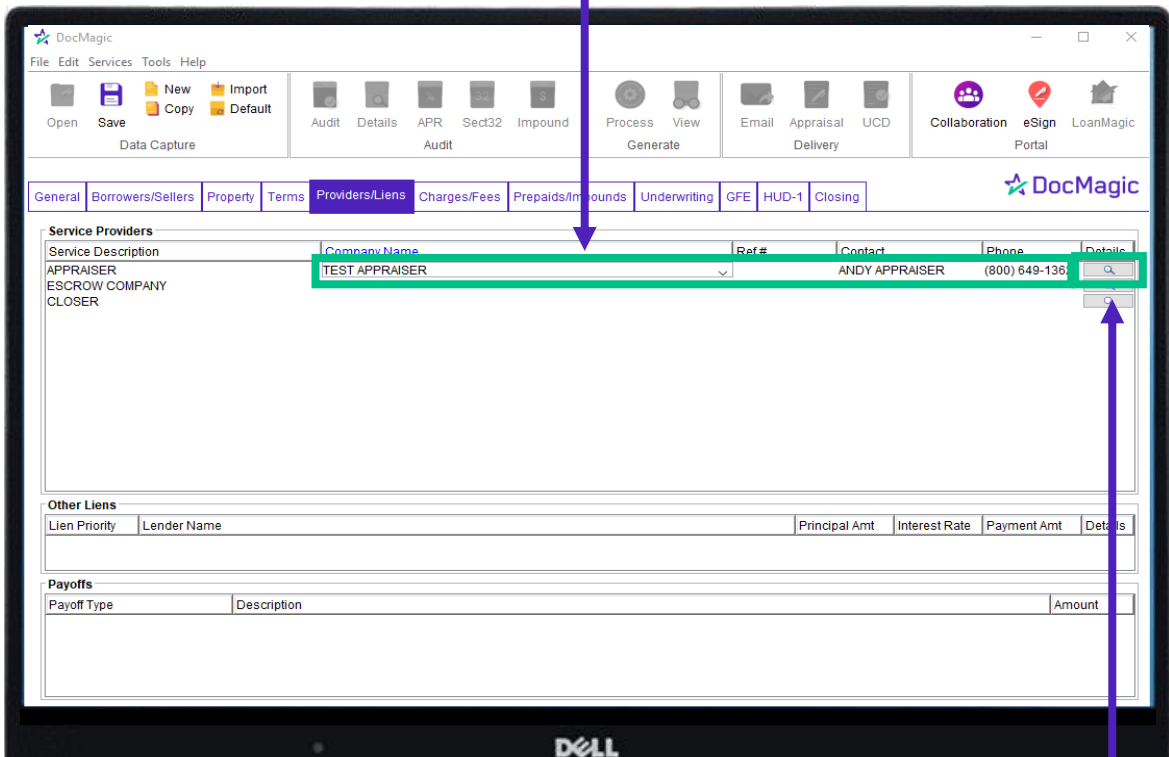 DocMagic
File Edit Services Tools Help
Open Save New Copy Import Default
Data Capture
Audit Details APR Sect32 Impound
32 $
Audit
Process View
Generate
Email Appraisal UCD
Delivery
Collaboration eSign LoanMagic
Portal
DocMagic
General Borrowers/Sellers Property Terms Providers/Liens Charges/Fees Prepaids/Impounds Underwriting GFE HUD-1 Closing
Service Providers
Service Description Company Name Ref # Contact Phone Details
APPRAISER TEST APPRAISER ANDY APPRAISER (800) 649-136
ESCROW COMPANY
CLOSER
Other Liens
Lien Priority Lender Name Principal Amt Interest Rate Payment Amt Details
Payoffs
Payoff Type Description Amount
DELL